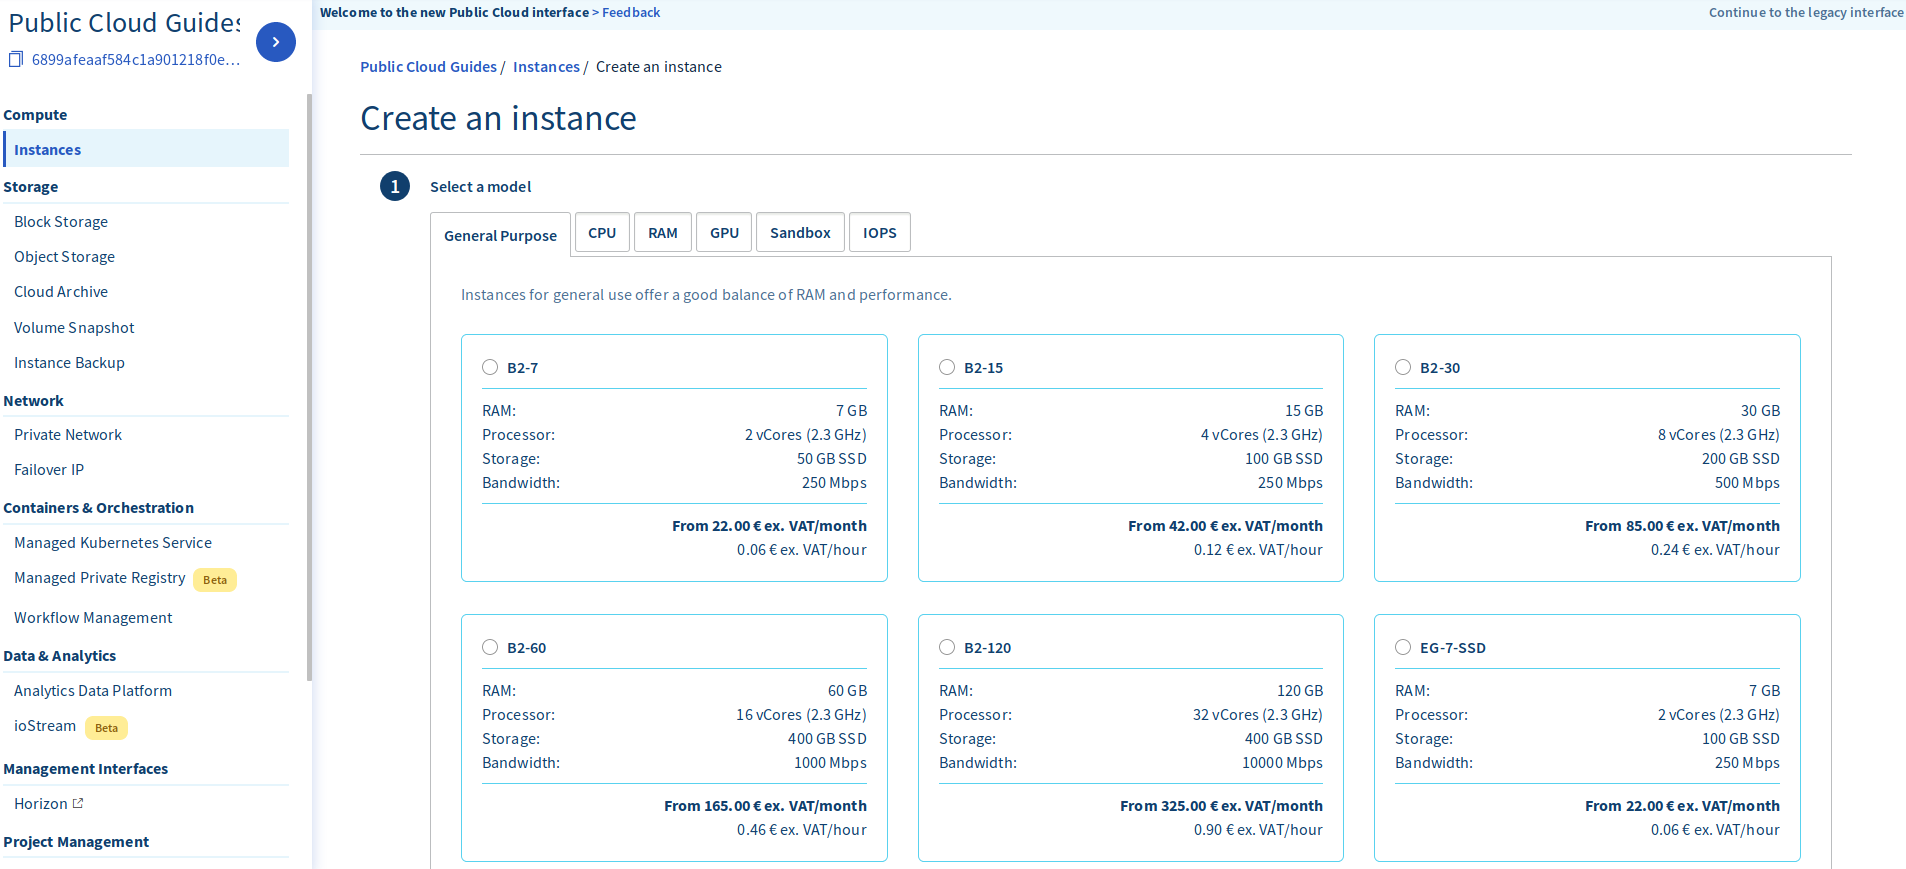 Public Cloud Guides
6899afeaaf584c1a901218f0e…
Compute
Instances
Storage
Block Storage
Object Storage
Cloud Archive
Volume Snapshot
Instance Backup
Network
Private Network
Failover IP
Containers & Orchestration
Managed Kubernetes Service
Managed Private Registry Beta
Workflow Management
Data & Analytics
Analytics Data Platform
ioStream Beta
Management Interfaces
Horizon
Project Management
Welcome to the new Public Cloud interface > Feedback
Continue to the legacy interface
Public Cloud Guides / Instances / Create an instance
Create an instance
1 Select a model
General Purpose CPU RAM GPU Sandbox IOPS
Instances for general use offer a good balance of RAM and performance.
B2-7
RAM: 7 GB
Processor: 2 vCores (2.3 GHz)
Storage: 50 GB SSD
Bandwidth: 250 Mbps
From 22.00 € ex. VAT/month
0.06 € ex. VAT/hour
B2-15
RAM: 15 GB
Processor: 4 vCores (2.3 GHz)
Storage: 100 GB SSD
Bandwidth: 250 Mbps
From 42.00 € ex. VAT/month
0.12 € ex. VAT/hour
B2-30
RAM: 30 GB
Processor: 8 vCores (2.3 GHz)
Storage: 200 GB SSD
Bandwidth: 500 Mbps
From 85.00 € ex. VAT/month
0.24 € ex. VAT/hour
B2-60
RAM: 60 GB
Processor: 16 vCores (2.3 GHz)
Storage: 400 GB SSD
Bandwidth: 1000 Mbps
From 165.00 € ex. VAT/month
0.46 € ex. VAT/hour
B2-120
RAM: 120 GB
Processor: 32 vCores (2.3 GHz)
Storage: 400 GB SSD
Bandwidth: 10000 Mbps
From 325.00 € ex. VAT/month
0.90 € ex. VAT/hour
EG-7-SSD
RAM: 7 GB
Processor: 2 vCores (2.3 GHz)
Storage: 100 GB SSD
Bandwidth: 250 Mbps
From 22.00 € ex. VAT/month
0.06 € ex. VAT/hour